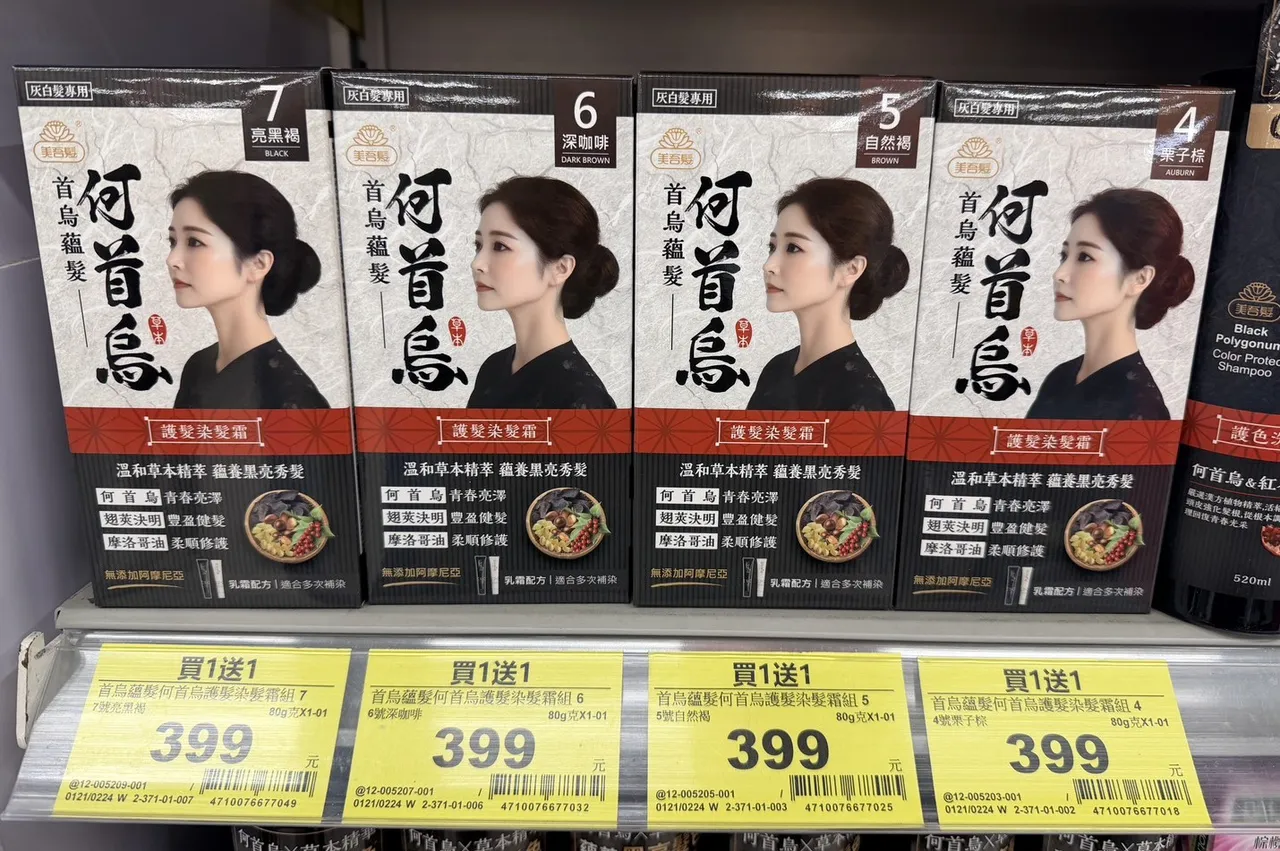 灰白髮專用
7
亮黑褐
BLACK
美吾髮
首烏蘊髮
何首烏
草本
護髮染髮霜
溫和草本精萃 蘊養黑亮秀髮
何首烏 青春亮澤
翅莢決明 豐盈健髮
摩洛哥油 柔順修護
無添加阿摩尼亞
乳霜配方|適合多次補染
灰白髮專用
6
深咖啡
DARK BROWN
美吾髮
首烏蘊髮
何首烏
草本
護髮染髮霜
溫和草本精萃 蘊養黑亮秀髮
何首烏 青春亮澤
翅莢決明 豐盈健髮
摩洛哥油 柔順修護
無添加阿摩尼亞
乳霜配方|適合多次補染
灰白髮專用
5
自然褐
BROWN
美吾髮
首烏蘊髮
何首烏
草本
護髮染髮霜
溫和草本精萃 蘊養黑亮秀髮
何首烏 青春亮澤
翅莢決明 豐盈健髮
摩洛哥油 柔順修護
無添加阿摩尼亞
乳霜配方|適合多次補染
灰白髮專用
4
栗子棕
AUBURN
美吾髮
首烏蘊髮
何首烏
草本
護髮染髮霜
溫和草本精萃 蘊養黑亮秀髮
何首烏 青春亮澤
翅莢決明 豐盈健髮
摩洛哥油 柔順修護
無添加阿摩尼亞
乳霜配方|適合多次補染
美吾髮
Black
Polygonum
Color Protec
Shampoo
護色
何首烏&紅
嚴選漢方植物精萃,活
理回復青春光采
520ml
買1送1
首烏蘊髮何首烏護髮染髮霜組 7
7號亮黑褐 80g克X1-01
399
元
@12-005209-001 /
0121/0224 W 2-371-01-007 4710076677049
買1送1
首烏蘊髮何首烏護髮染髮霜組 6
6號深咖啡 80g克X1-01
399
元
@12-005207-001 /
0121/0224 W 2-371-01-006 4710076677032
買1送1
首烏蘊髮何首烏護髮染髮霜組 5
5號自然褐 80g克X1-01
399
元
@12-005205-001 /
0121/0224 W 2-371-01-003 4710076677025
買1送1
首烏蘊髮何首烏護髮染髮霜組 4
4號栗子棕 80g克X1-01
399
元
@12-005203-001 /
0121/0224 W 2-371-01-002 4710076677018
何首烏×草本精